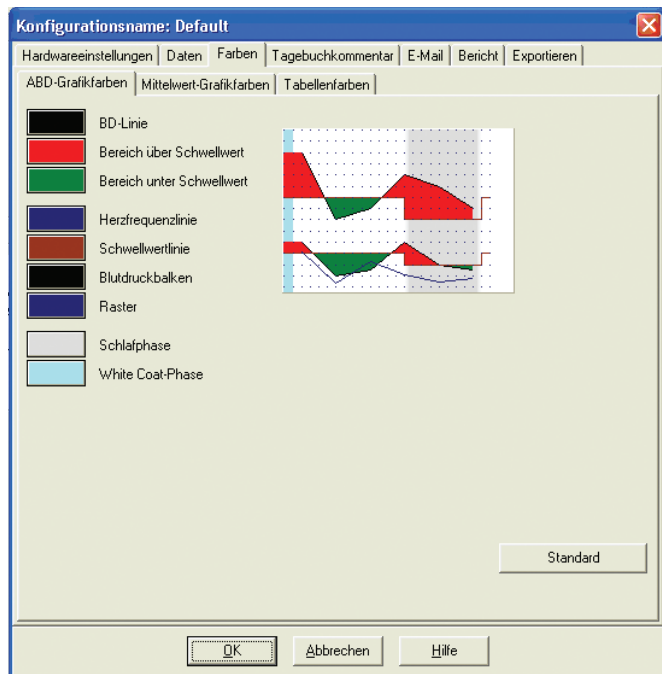 Konfigurationsname: Default
Hardwareeinstellungen Daten Farben Tagebuchkommentar E-Mail Bericht Exportieren
ABD-Grafikfarben Mittelwert-Grafikfarben Tabellenfarben
BD-Linie
Bereich über Schwellwert
Bereich unter Schwellwert
Herzfrequenzlinie
Schwellwertlinie
Blutdruckbalken
Raster
Schlafphase
White Coat-Phase
Standard
OK Abbrechen Hilfe